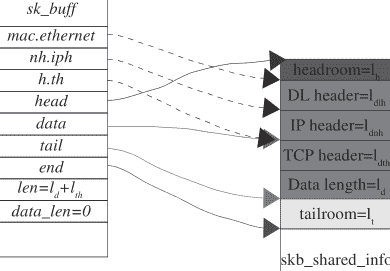 sk_buff
mac.ethernet
nh.iph
h.th
head
data
tail
end
len=l_d+l_th
data_len=0
headroom=l_h
DL header=l_dlh
IP header=l_dnh
TCP header=l_dth
Data length=l_d
tailroom=l_t
skb_shared_info